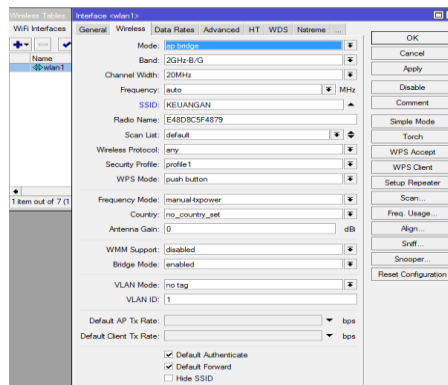 Wireless Tables
WiFi Interfaces
Name
wlan1
1 item out of 7 (1
Interface <wlan1>
General Wireless Data Rates Advanced HT WDS Nstreme ...
Mode: ap bridge
Band: 2GHz-B/G
Channel Width: 20MHz
Frequency: auto MHz
SSID: KEUANGAN
Radio Name: E48D8C5F4879
Scan List: default
Wireless Protocol: any
Security Profile: profile1
WPS Mode: push button
Frequency Mode: manual-txpower
Country: no_country_set
Antenna Gain: 0 dBi
WMM Support: disabled
Bridge Mode: enabled
VLAN Mode: no tag
VLAN ID: 1
Default AP Tx Rate: bps
Default Client Tx Rate: bps
Default Authenticate
Default Forward
Hide SSID
OK
Cancel
Apply
Disable
Comment
Simple Mode
Torch
WPS Accept
WPS Client
Setup Repeater
Scan...
Freq. Usage...
Align...
Sniff...
Snooper...
Reset Configuration